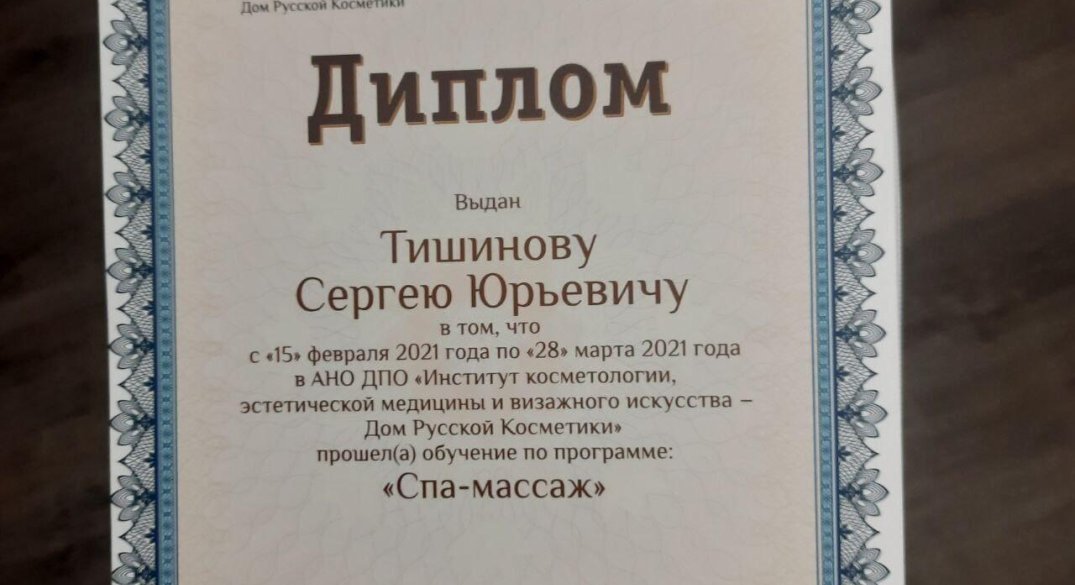 Дом Русской Косметики
Диплом
Выдан
Тишинову
Сергею Юрьевичу
в том, что
с «15» февраля 2021 года по «28» марта 2021 года
в АНО ДПО «Институт косметологии,
эстетической медицины и визажного искусства –
Дом Русской Косметики»
прошел(а) обучение по программе:
«Спа-массаж»